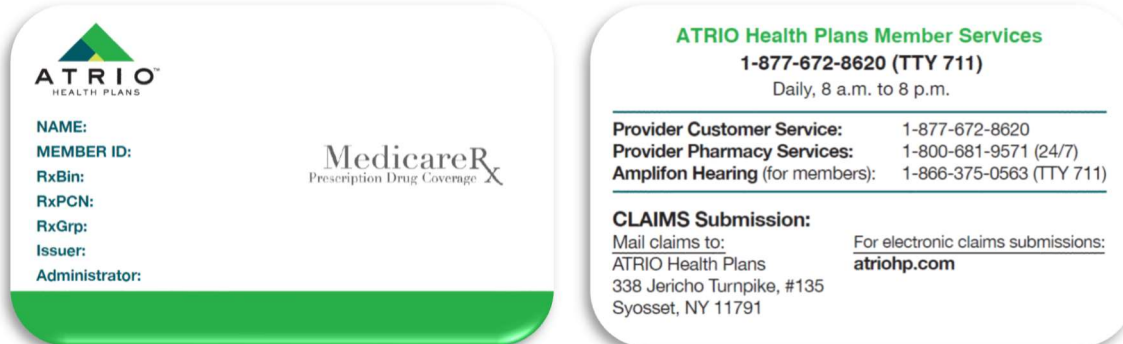 ATRIO™
HEALTH PLANS
NAME:
MEMBER ID:
RxBin:
RxPCN:
RxGrp:
Issuer:
Administrator:
MedicareRx
Prescription Drug Coverage
ATRIO Health Plans Member Services
1-877-672-8620 (TTY 711)
Daily, 8 a.m. to 8 p.m.
Provider Customer Service: 1-877-672-8620
Provider Pharmacy Services: 1-800-681-9571 (24/7)
Amplifon Hearing (for members): 1-866-375-0563 (TTY 711)
CLAIMS Submission:
Mail claims to:
ATRIO Health Plans
338 Jericho Turnpike, #135
Syosset, NY 11791
For electronic claims submissions:
atriohp.com